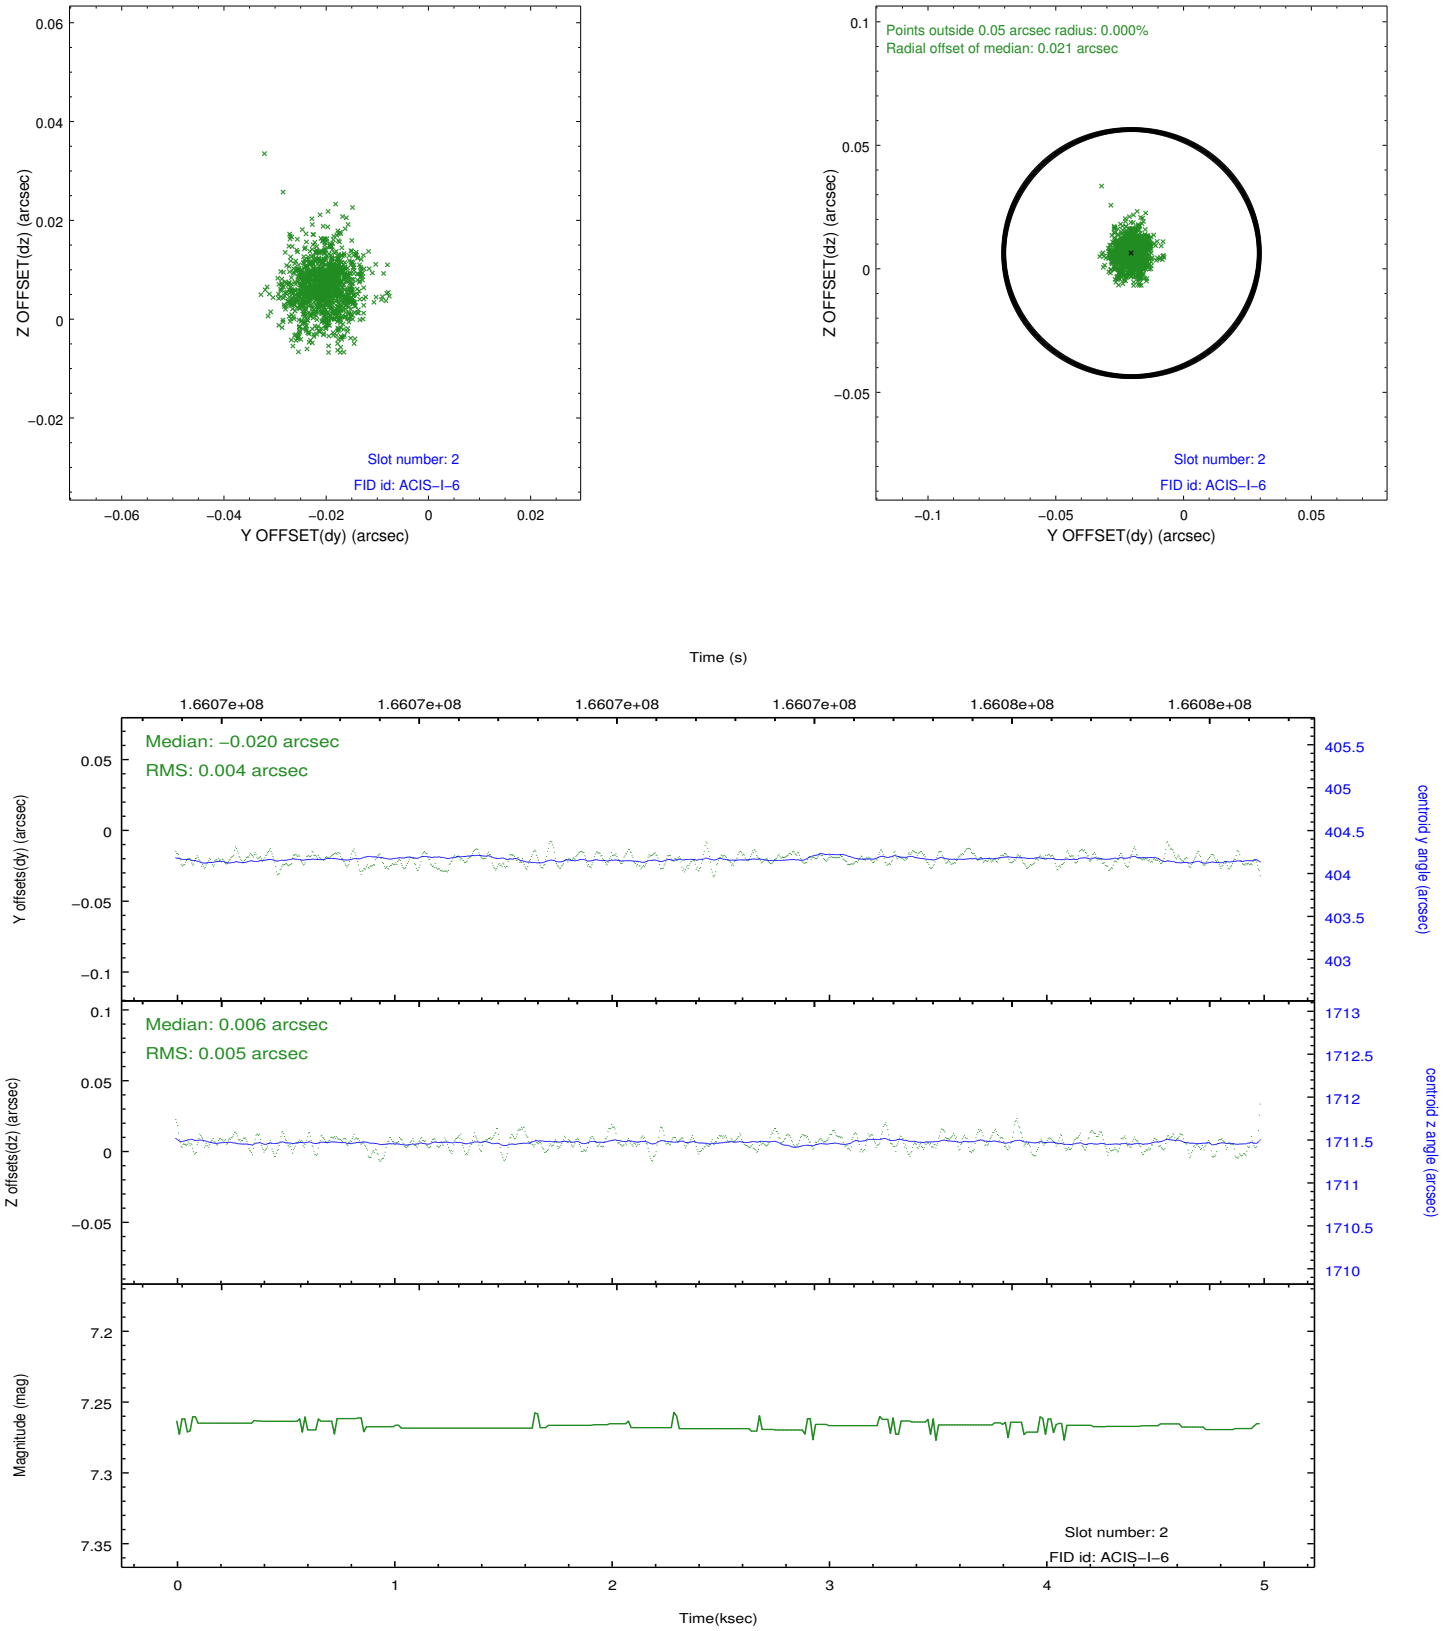 0.06
0.04
0.02
0
−0.02
Z OFFSET(dz) (arcsec)
Slot number: 2
FID id: ACIS−I−6
−0.06
−0.04
−0.02
0
0.02
Y OFFSET(dy) (arcsec)
Points outside 0.05 arcsec radius: 0.000%
Radial offset of median: 0.021 arcsec
0.1
0.05
0
−0.05
Z OFFSET(dz) (arcsec)
Slot number: 2
FID id: ACIS−I−6
−0.1
−0.05
0
0.05
Y OFFSET(dy) (arcsec)
Time (s)
1.6607e+08
1.6607e+08
1.6607e+08
1.6607e+08
1.6608e+08
1.6608e+08
Median: −0.020 arcsec
RMS: 0.004 arcsec
0.05
0
−0.05
−0.1
Y offsets(dy) (arcsec)
405.5
405
404.5
404
403.5
403
centroid y angle (arcsec)
Median: 0.006 arcsec
RMS: 0.005 arcsec
0.1
0.05
0
−0.05
Z offsets(dz) (arcsec)
1713
1712.5
1712
1711.5
1711
1710.5
1710
centroid z angle (arcsec)
7.2
7.25
7.3
7.35
Magnitude (mag)
Slot number: 2
FID id: ACIS−I−6
0
1
2
3
4
5
Time(ksec)